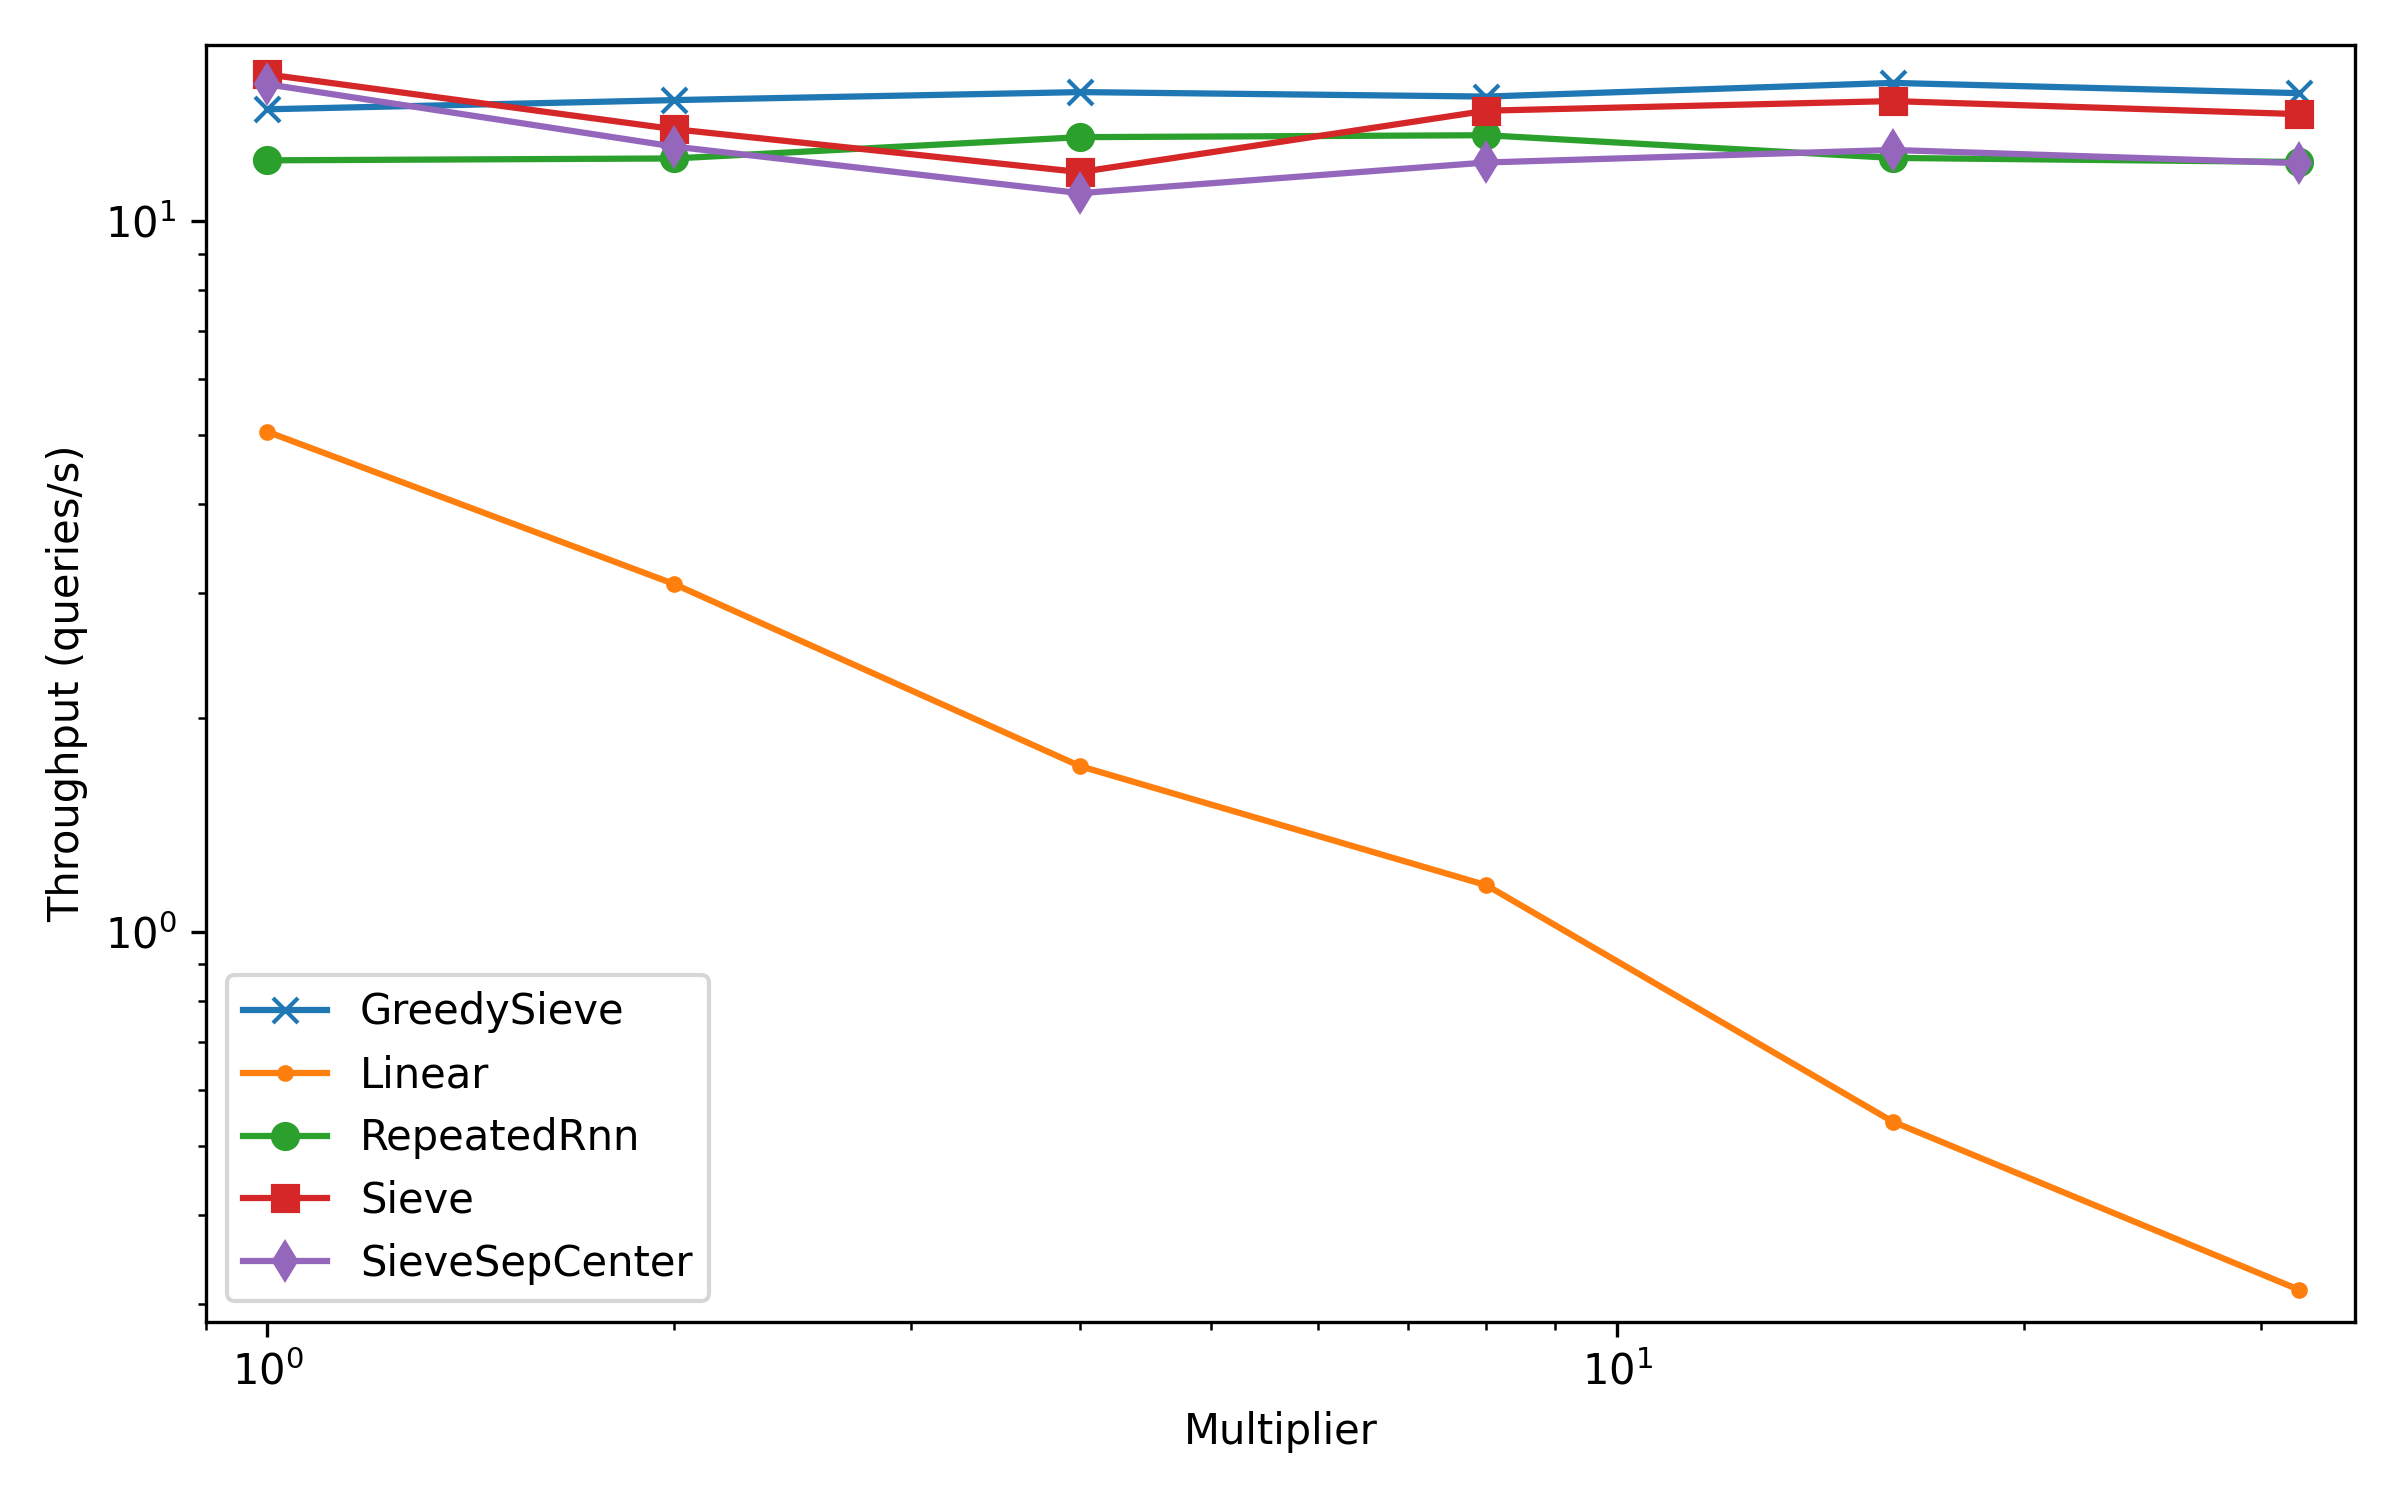 Throughput (queries/s)
10¹
10⁰
GreedySieve
Linear
RepeatedRnn
Sieve
SieveSepCenter
10⁰
10¹
Multiplier